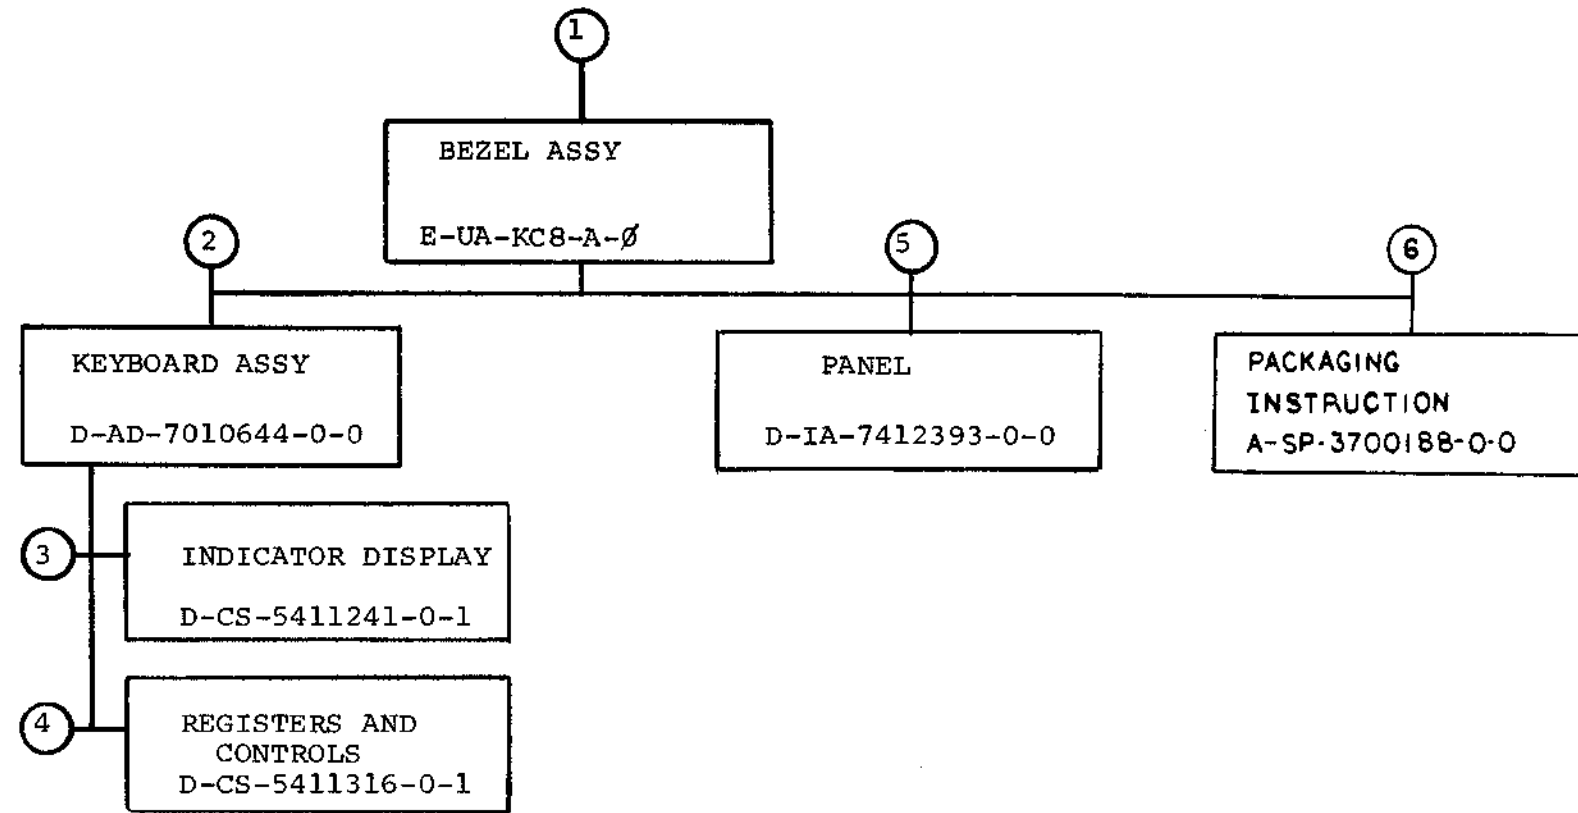 1
BEZEL ASSY
E-UA-KC8-A-Ø
2
KEYBOARD ASSY
D-AD-7010644-0-0
3
INDICATOR DISPLAY
D-CS-5411241-0-1
4
REGISTERS AND
CONTROLS
D-CS-5411316-0-1
5
PANEL
D-IA-7412393-0-0
6
PACKAGING
INSTRUCTION
A-SP-3700188-0-0